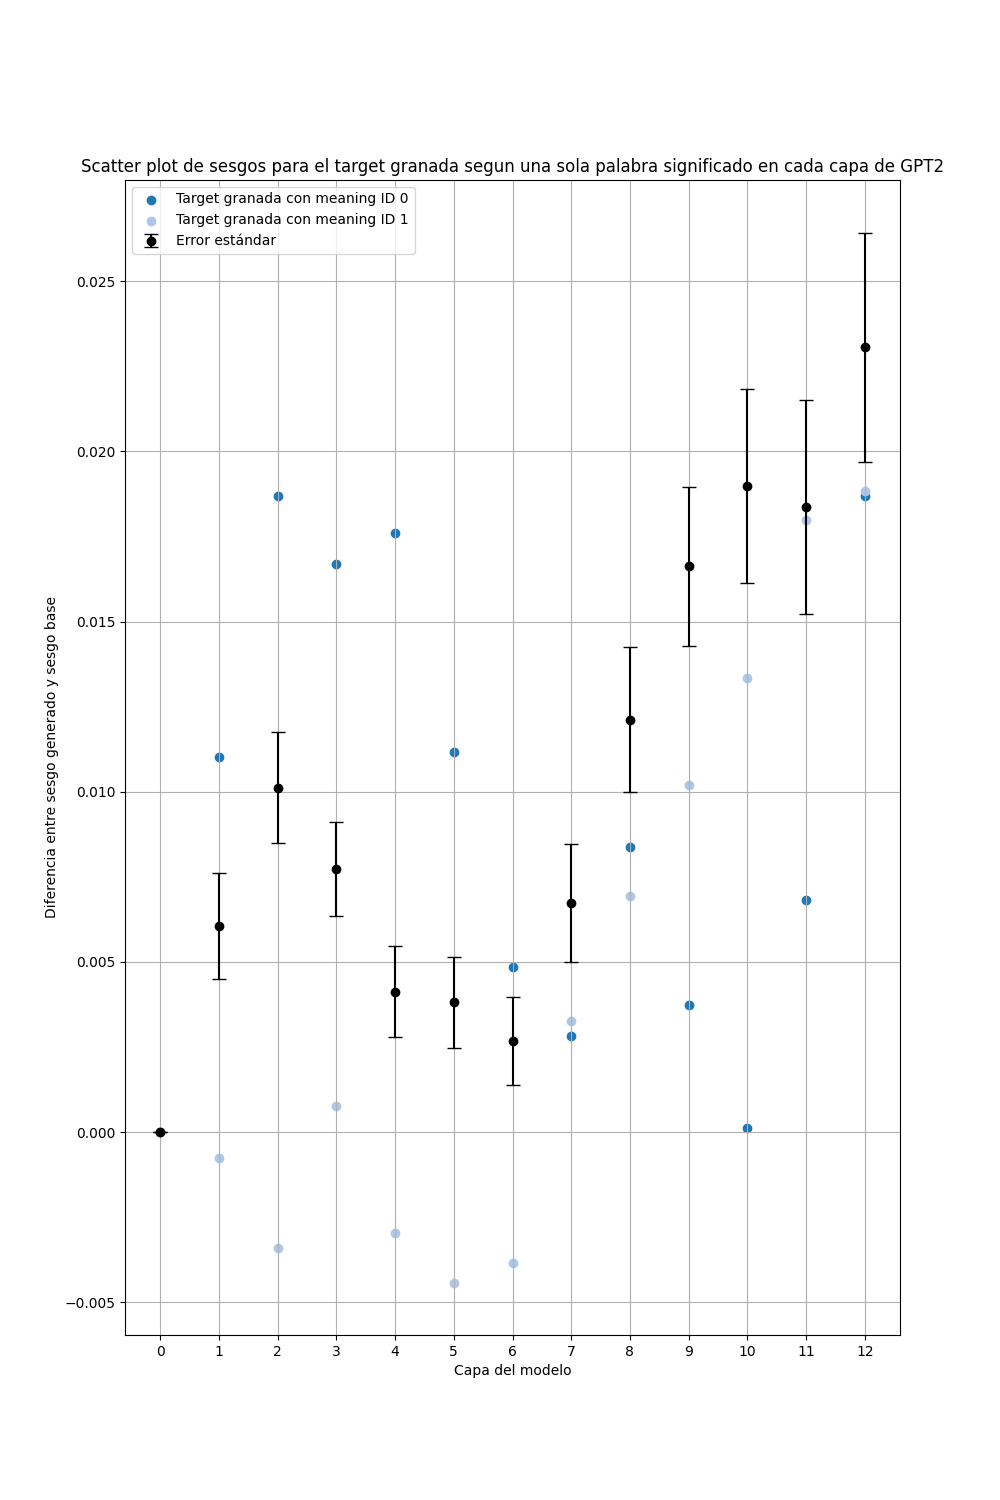 Scatter plot de sesgos para el target granada segun una sola palabra significado en cada capa de GPT2
Target granada con meaning ID 0
Target granada con meaning ID 1
Error estándar
0.025
0.020
0.015
0.010
0.005
0.000
−0.005
Diferencia entre sesgo generado y sesgo base
0 1 2 3 4 5 6 7 8 9 10 11 12
Capa del modelo